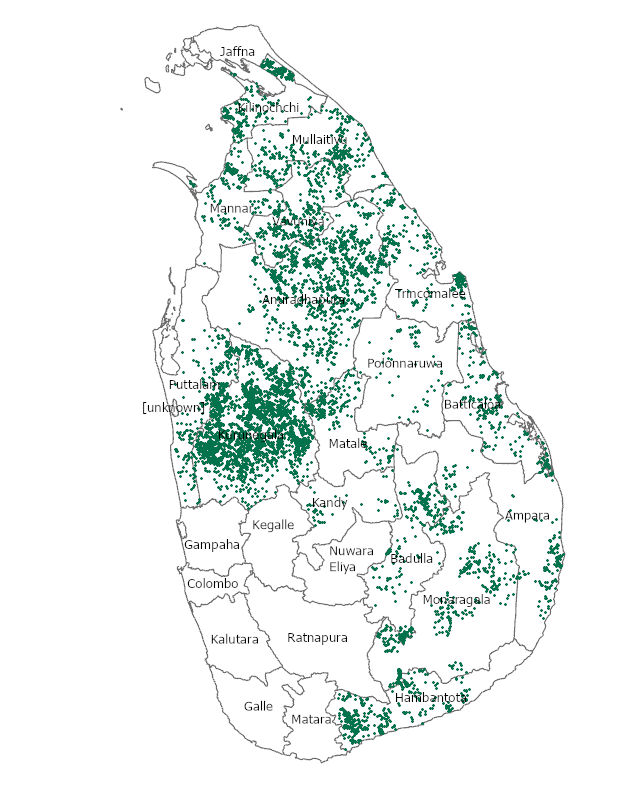 Jaffna
Kilinochchi
Mullaitivu
Mannar
Vavuniya
Anuradhapura
Trincomalee
Polonnaruwa
Puttalam
[unknown]
Batticaloa
Kurunegala
Matale
Kandy
Ampara
Kegalle
Gampaha
Nuwara
Eliya
Badulla
Colombo
Monaragala
Kalutara
Ratnapura
Hambantota
Galle
Matara